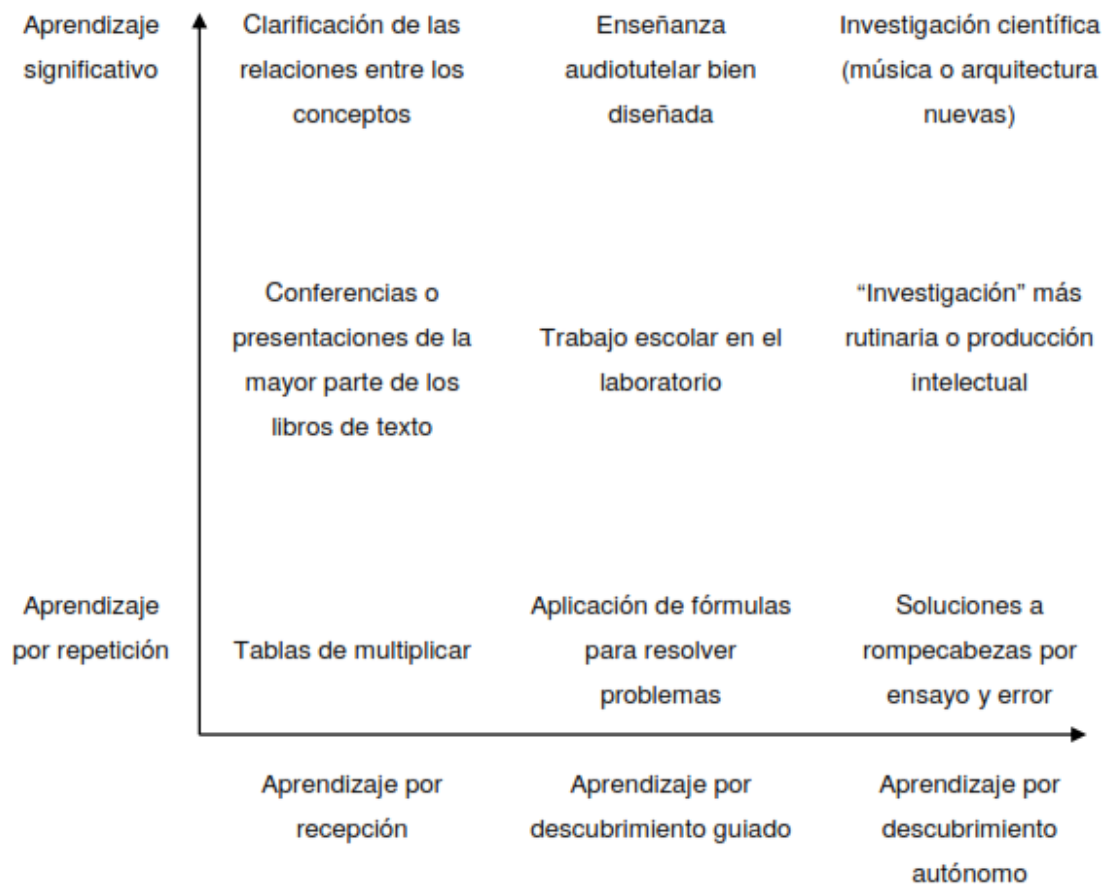 Aprendizaje
significativo
Clarificación de las
relaciones entre los
conceptos
Enseñanza
audiotutelar bien
diseñada
Investigación científica
(música o arquitectura
nuevas)
Conferencias o
presentaciones de la
mayor parte de los
libros de texto
Trabajo escolar en el
laboratorio
“Investigación” más
rutinaria o producción
intelectual
Aprendizaje
por repetición
Tablas de multiplicar
Aplicación de fórmulas
para resolver
problemas
Soluciones a
rompecabezas por
ensayo y error
Aprendizaje por
recepción
Aprendizaje por
descubrimiento guiado
Aprendizaje por
descubrimiento
autónomo